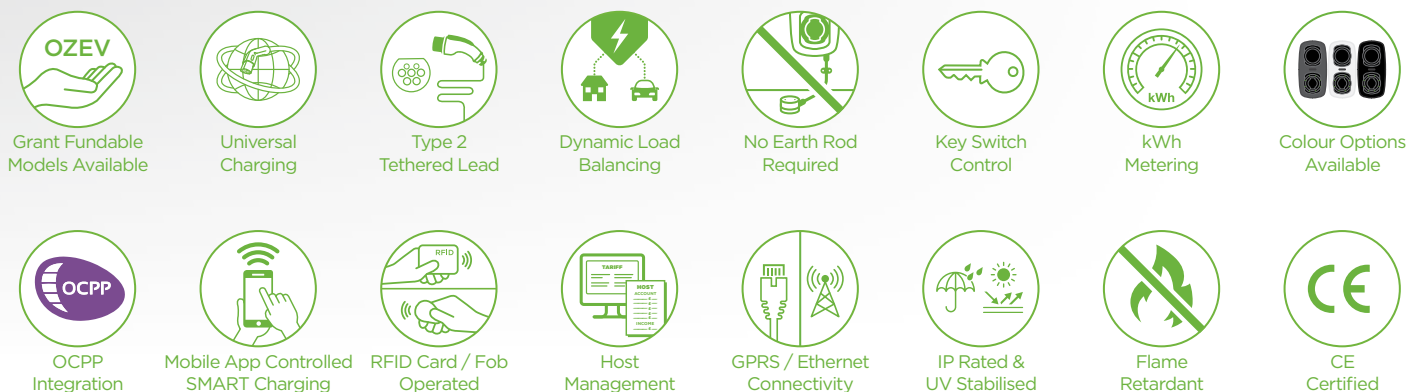 OZEV
Grant Fundable
Models Available
Universal
Charging
Type 2
Tethered Lead
Dynamic Load
Balancing
No Earth Rod
Required
Key Switch
Control
kWh
kWh
Metering
Colour Options
Available
OCPP
OCPP
Integration
Mobile App Controlled
SMART Charging
RFID
RFID Card / Fob
Operated
TARIFF
HOST
ACCOUNT
INCOME
Host
Management
GPRS / Ethernet
Connectivity
IP Rated &
UV Stabilised
Flame
Retardant
CE
CE
Certified